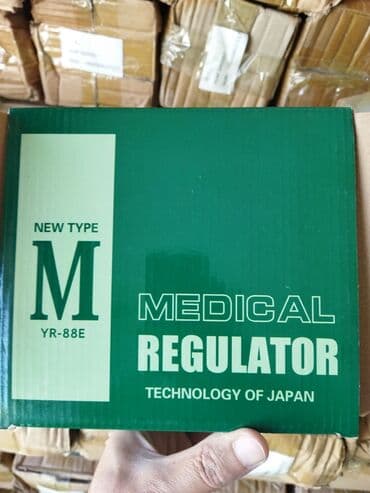 NEW TYPE
M
YR-88E
MEDICAL
REGULATOR
TECHNOLOGY OF JAPAN